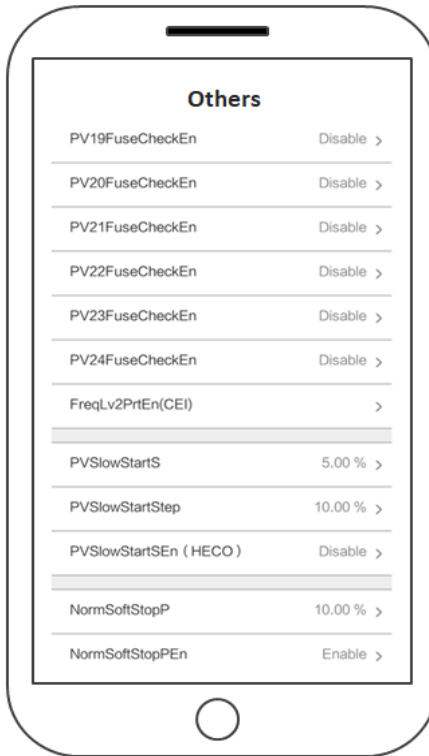 Others
PV19FuseCheckEn Disable >
PV20FuseCheckEn Disable >
PV21FuseCheckEn Disable >
PV22FuseCheckEn Disable >
PV23FuseCheckEn Disable >
PV24FuseCheckEn Disable >
FreqLv2PrtEn(CEI) >
PVSlowStartS 5.00 % >
PVSlowStartStep 10.00 % >
PVSlowStartSEn ( HECO ) Disable >
NormSoftStopP 10.00 % >
NormSoftStopPEn Enable >